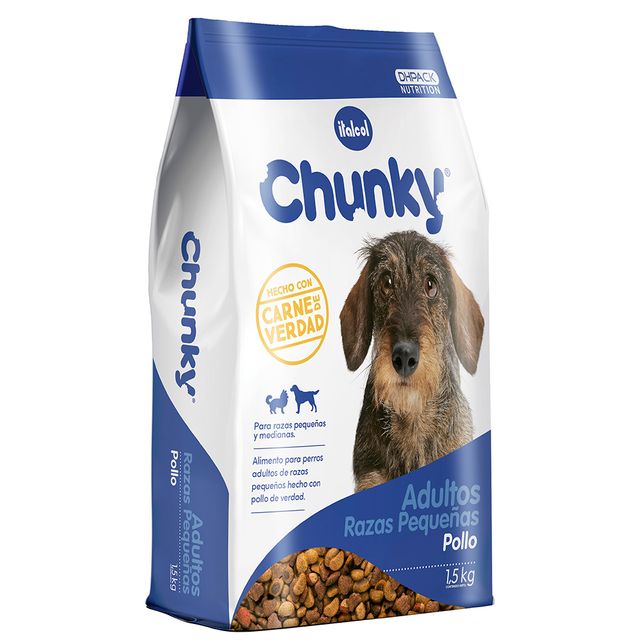 DHPACK
NUTRITION
italcol
Chunky®
HECHO CON
CARNE DE
VERDAD
Para razas pequeñas
y medianas.
Alimento para perros
adultos de razas
pequeñas hecho con
pollo de verdad.
Adultos
Razas Pequeñas
Pollo
1,5 kg
CONTENIDO NETO
Chunky®
Adultos
Razas Pequeñas
Pollo
1,5 kg